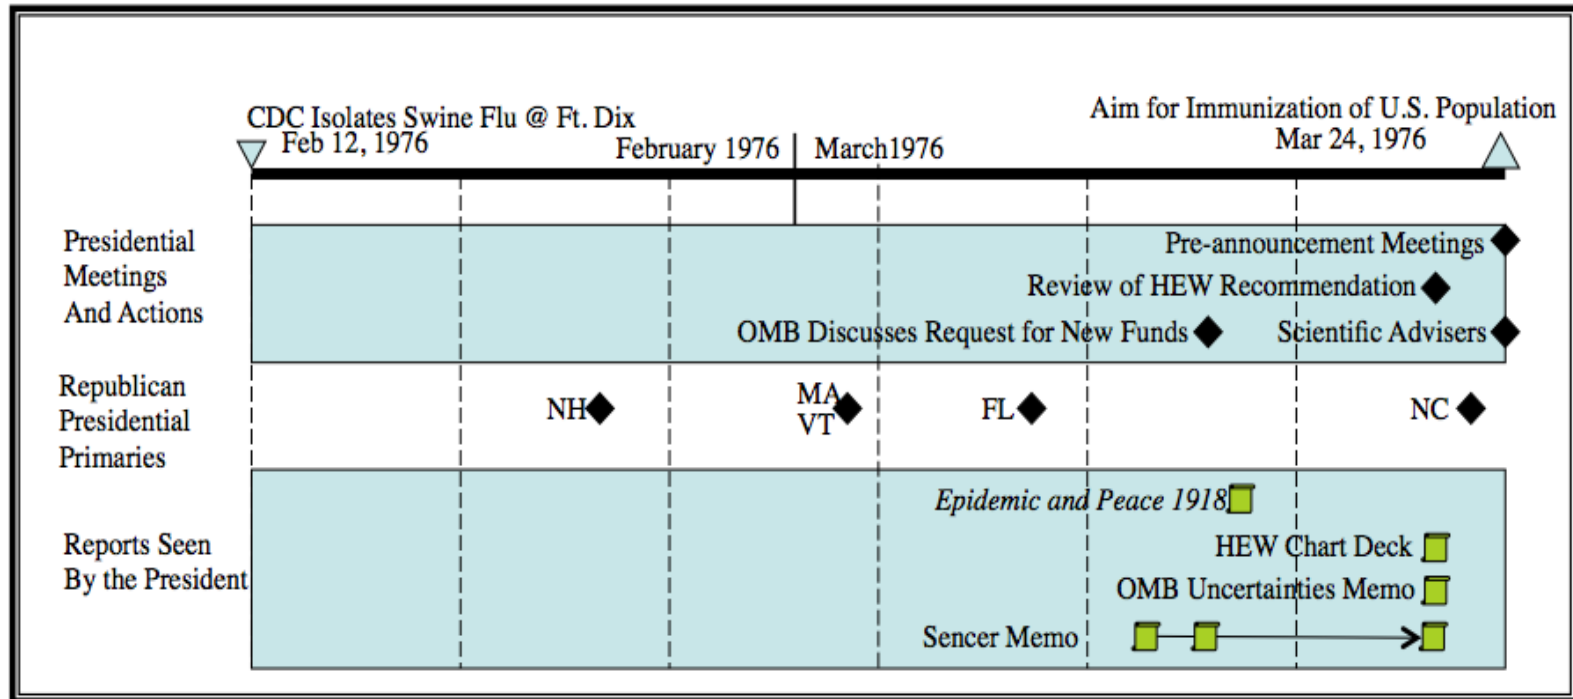 CDC Isolates Swine Flu @ Ft. Dix
Feb 12, 1976
February 1976
March1976
Aim for Immunization of U.S. Population
Mar 24, 1976
Presidential
Meetings
And Actions
Pre-announcement Meetings
Review of HEW Recommendation
OMB Discusses Request for New Funds
Scientific Advisers
Republican
Presidential
Primaries
NH
MA
VT
FL
NC
Reports Seen
By the President
Epidemic and Peace 1918
HEW Chart Deck
OMB Uncertainties Memo
Sencer Memo